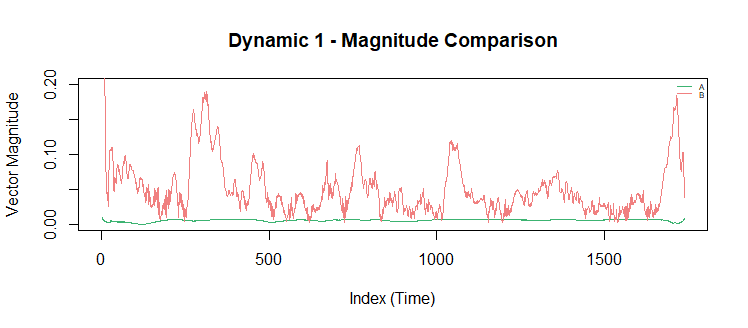 Dynamic 1 - Magnitude Comparison
A
B
Vector Magnitude
0.20
0.10
0.00
0
500
1000
1500
Index (Time)